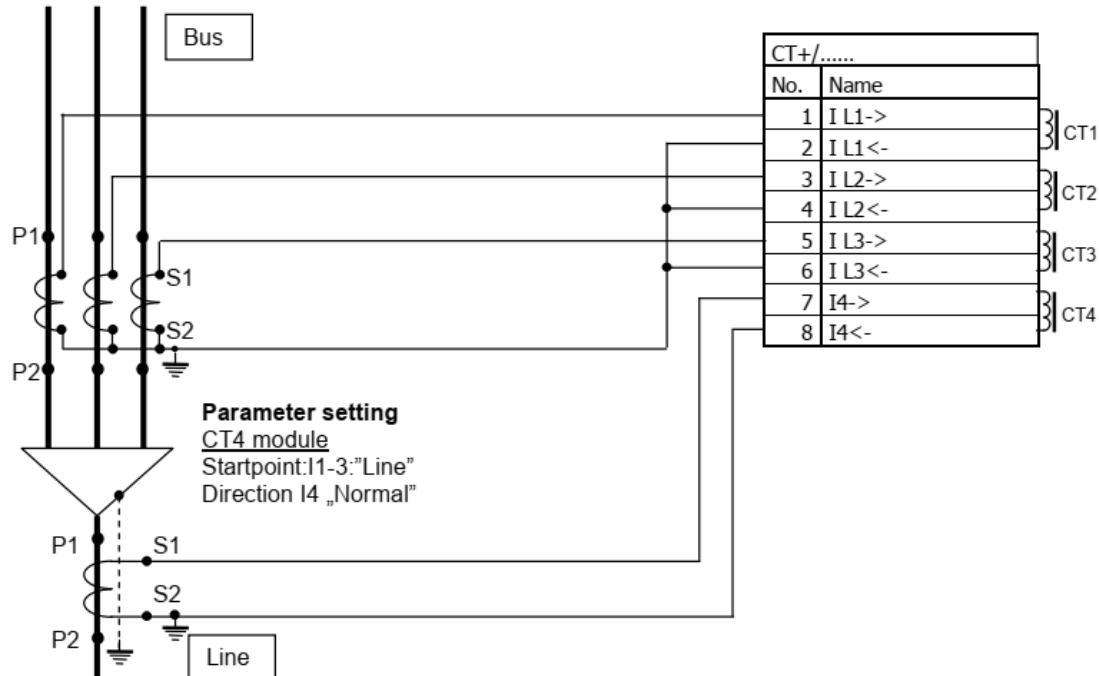 Bus
CT+/......
No. Name
1 I L1->
2 I L1<-
CT1
3 I L2->
4 I L2<-
CT2
5 I L3->
6 I L3<-
CT3
7 I4->
8 I4<-
CT4
P1
S1
S2
P2
Parameter setting
CT4 module
Startpoint:I1-3:”Line”
Direction I4 „Normal”
P1
S1
S2
P2
Line